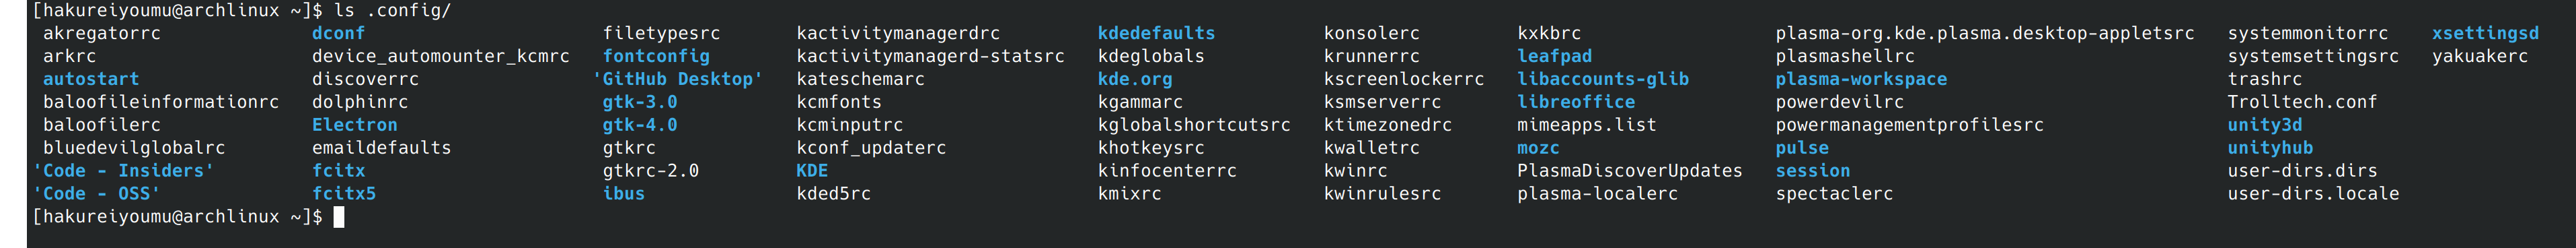 [hakureiyoumu@archlinux ~]$ ls .config/
akregatorrc dconf filetypesrc kactivitymanagerdrc kdedefaults konsolerc kxkbrc plasma-org.kde.plasma.desktop-appletsrc systemmonitorrc xsettingsd
arkrc device_automounter_kcmrc fontconfig kactivitymanagerd-statsrc kdeglobals krunnerrc leafpad plasmashellrc systemsettingsrc yakuakerc
autostart discoverrc 'GitHub Desktop' kateschemarc kde.org kscreenlockerrc libaccounts-glib plasma-workspace trashrc
baloofileinformationrc dolphinrc gtk-3.0 kcmfonts kgammarc ksmserverrc libreoffice powerdevilrc Trolltech.conf
baloofilerc Electron gtk-4.0 kcminputrc kglobalshortcutsrc ktimezonedrc mimeapps.list powermanagementprofilesrc unity3d
bluedevilglobalrc emaildefaults gtkrc kconf_updaterc khotkeysrc kwalletrc mozc pulse unityhub
'Code - Insiders' fcitx gtkrc-2.0 KDE kinfocenterrc kwinrc PlasmaDiscoverUpdates session user-dirs.dirs
'Code - OSS' fcitx5 ibus kded5rc kmixrc kwinrulesrc plasma-localerc spectaclerc user-dirs.locale
[hakureiyoumu@archlinux ~]$